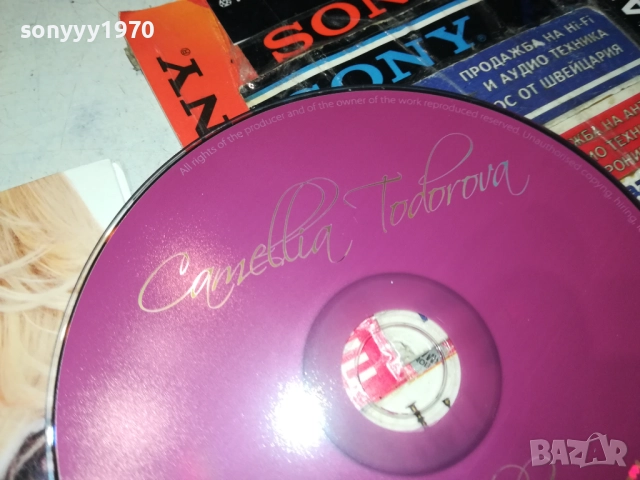 sonyyy1970
SONY
SONY
SONY
ПРОДАЖБА НА Hi-Fi
И АУДИО ТЕХНИКА
ОС ОТ ШВЕЙЦАРИЯ
All rights of the producer and of the owner of the work reproduced reserved. Unauthorised copying, hiring,
Camellia Todorova
BAZAR